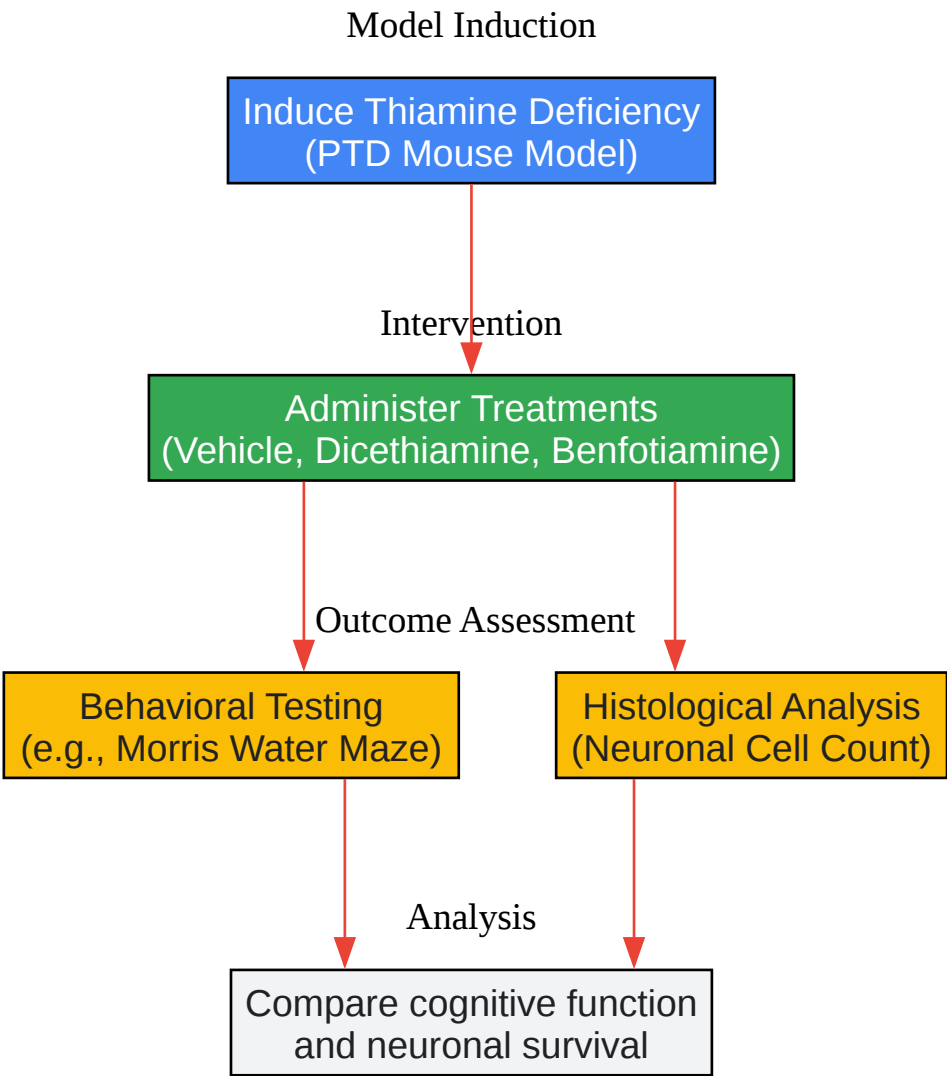 Model Induction
Induce Thiamine Deficiency
(PTD Mouse Model)
Intervention
Administer Treatments
(Vehicle, Dicethiamine, Benfotiamine)
Outcome Assessment
Behavioral Testing
(e.g., Morris Water Maze)
Histological Analysis
(Neuronal Cell Count)
Analysis
Compare cognitive function
and neuronal survival